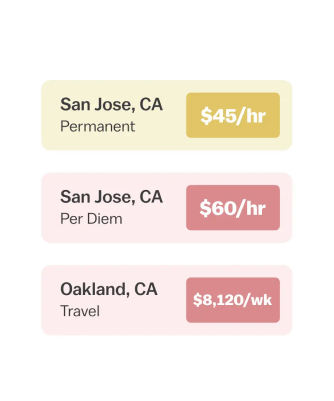 San Jose, CA
Permanent
$45/hr
San Jose, CA
Per Diem
$60/hr
Oakland, CA
Travel
$8,120/wk